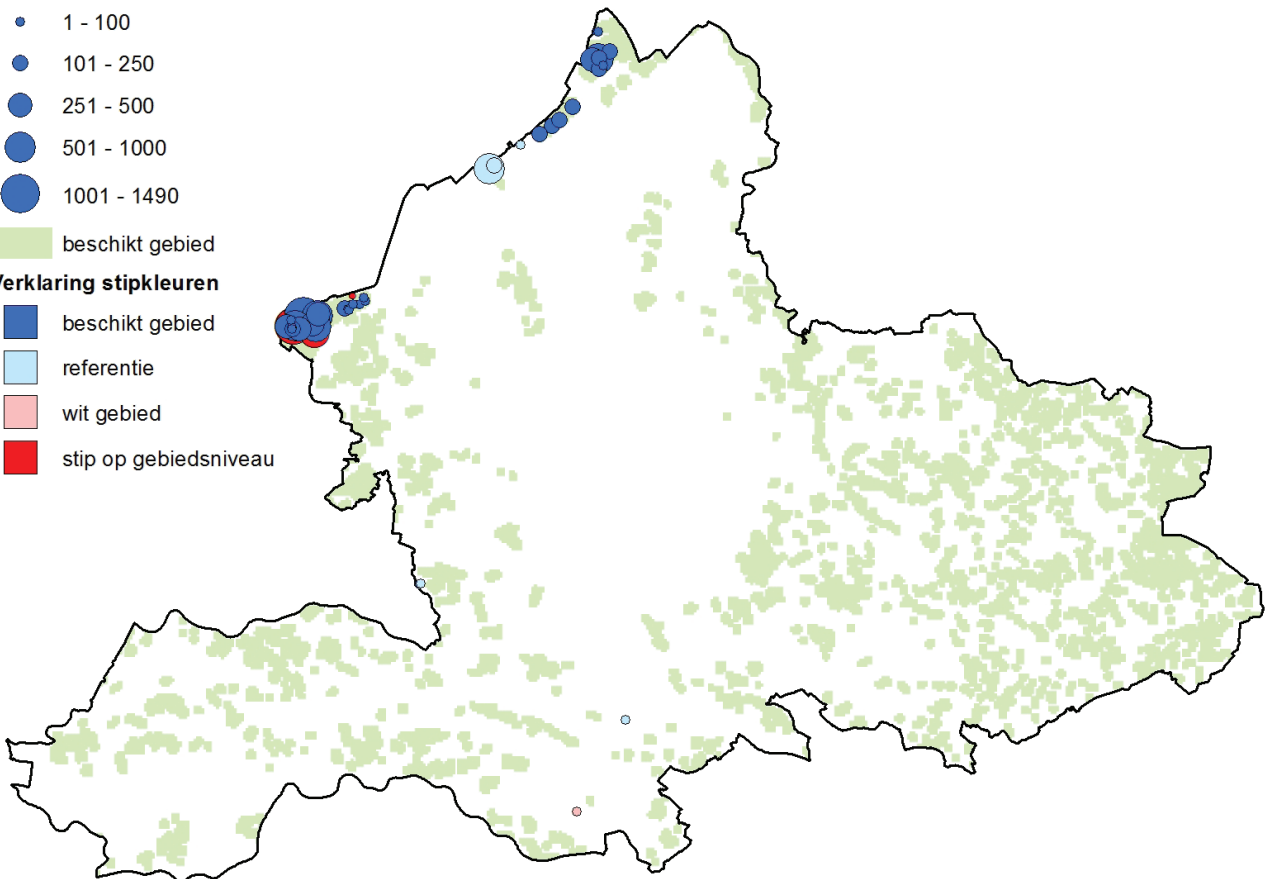 1 - 100
101 - 250
251 - 500
501 - 1000
1001 - 1490
beschikt gebied
Verklaring stipkleuren
beschikt gebied
referentie
wit gebied
stip op gebiedsniveau